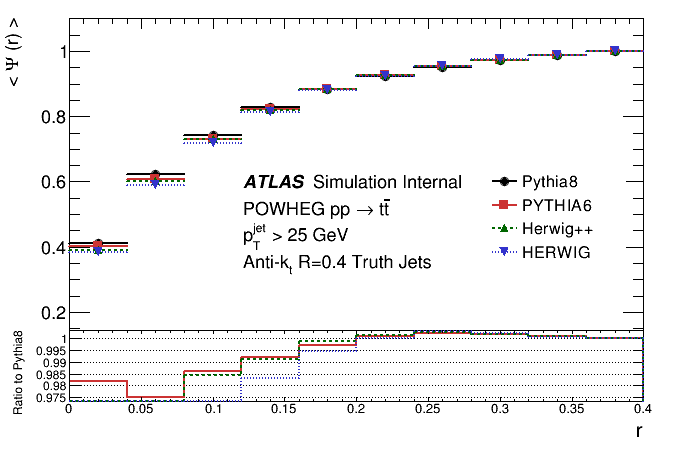 < Ψ (r) >
1
0.8
0.6
0.4
0.2
ATLAS Simulation Internal
POWHEG pp → tt̄
p_T^jet > 25 GeV
Anti-k_t R=0.4 Truth Jets
Pythia8
PYTHIA6
Herwig++
HERWIG
Ratio to Pythia8
1
0.995
0.99
0.985
0.98
0.975
0 0.05 0.1 0.15 0.2 0.25 0.3 0.35 0.4
r